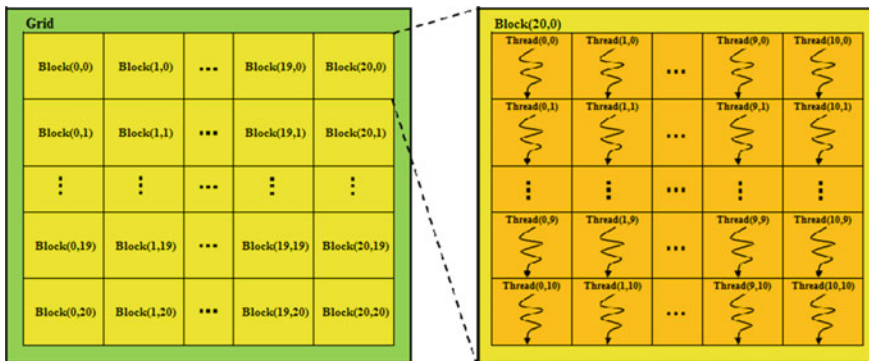 Grid
Block(0,0) Block(1,0) ... Block(19,0) Block(20,0)
Block(0,1) Block(1,1) ... Block(19,1) Block(20,1)
Block(0,19) Block(1,19) ... Block(19,19) Block(20,19)
Block(0,20) Block(1,20) ... Block(19,20) Block(20,20)
Block(20,0)
Thread(0,0) Thread(1,0) ... Thread(9,0) Thread(10,0)
Thread(0,1) Thread(1,1) ... Thread(9,1) Thread(10,1)
Thread(0,9) Thread(1,9) ... Thread(9,9) Thread(10,9)
Thread(0,10) Thread(1,10) ... Thread(9,10) Thread(10,10)